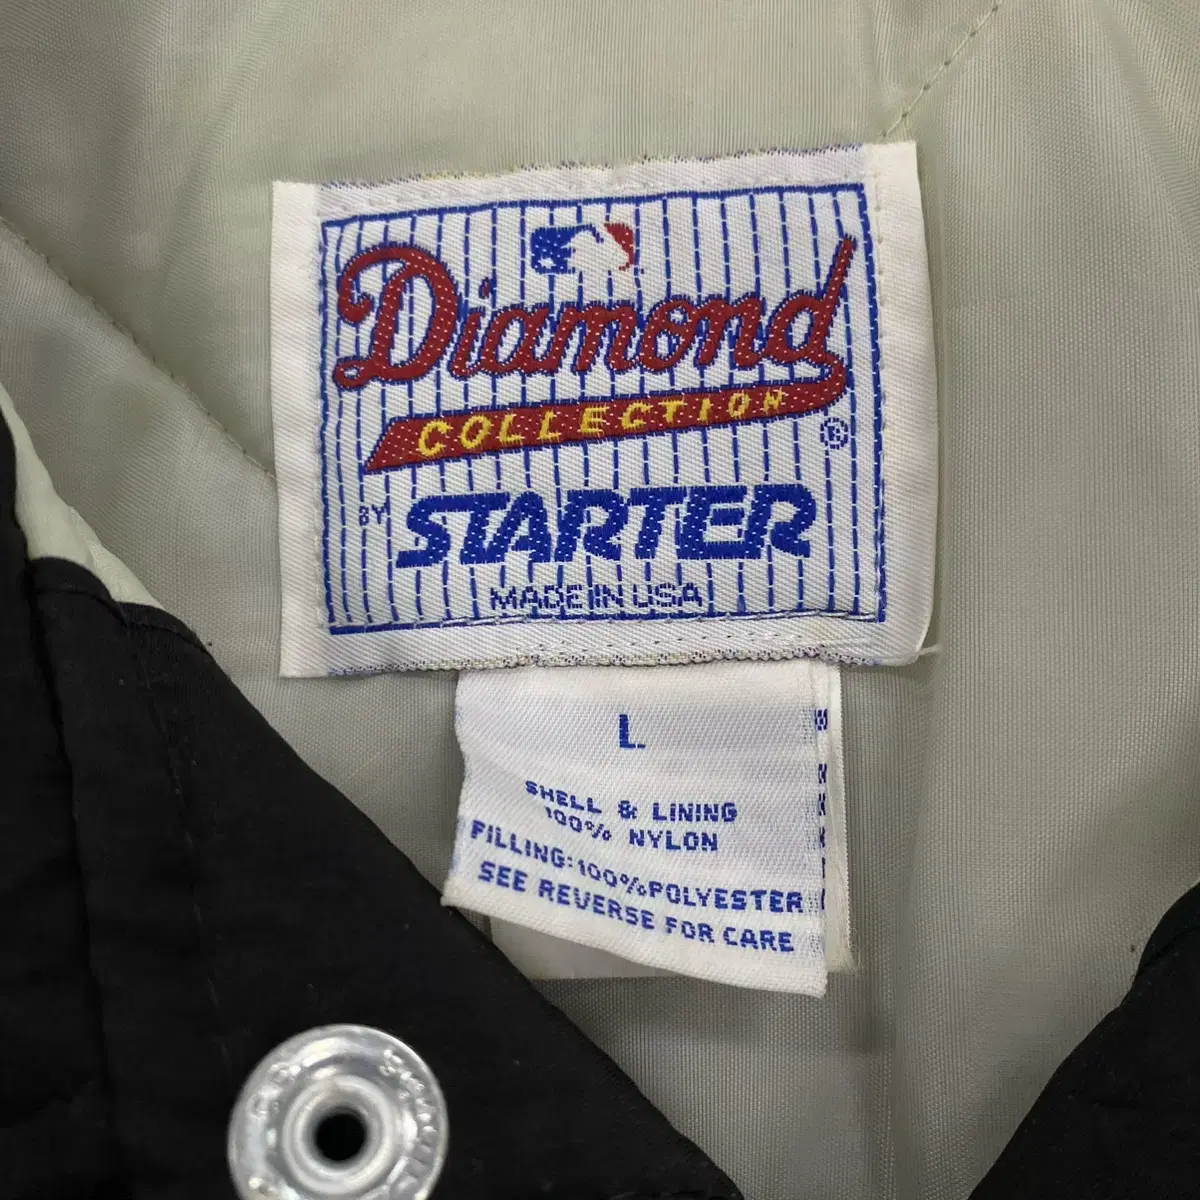 Diamond
COLLECTION
®
BY STARTER
MADE IN USA
L
SHELL & LINING
100% NYLON
FILLING:100%POLYESTER
SEE REVERSE FOR CARE